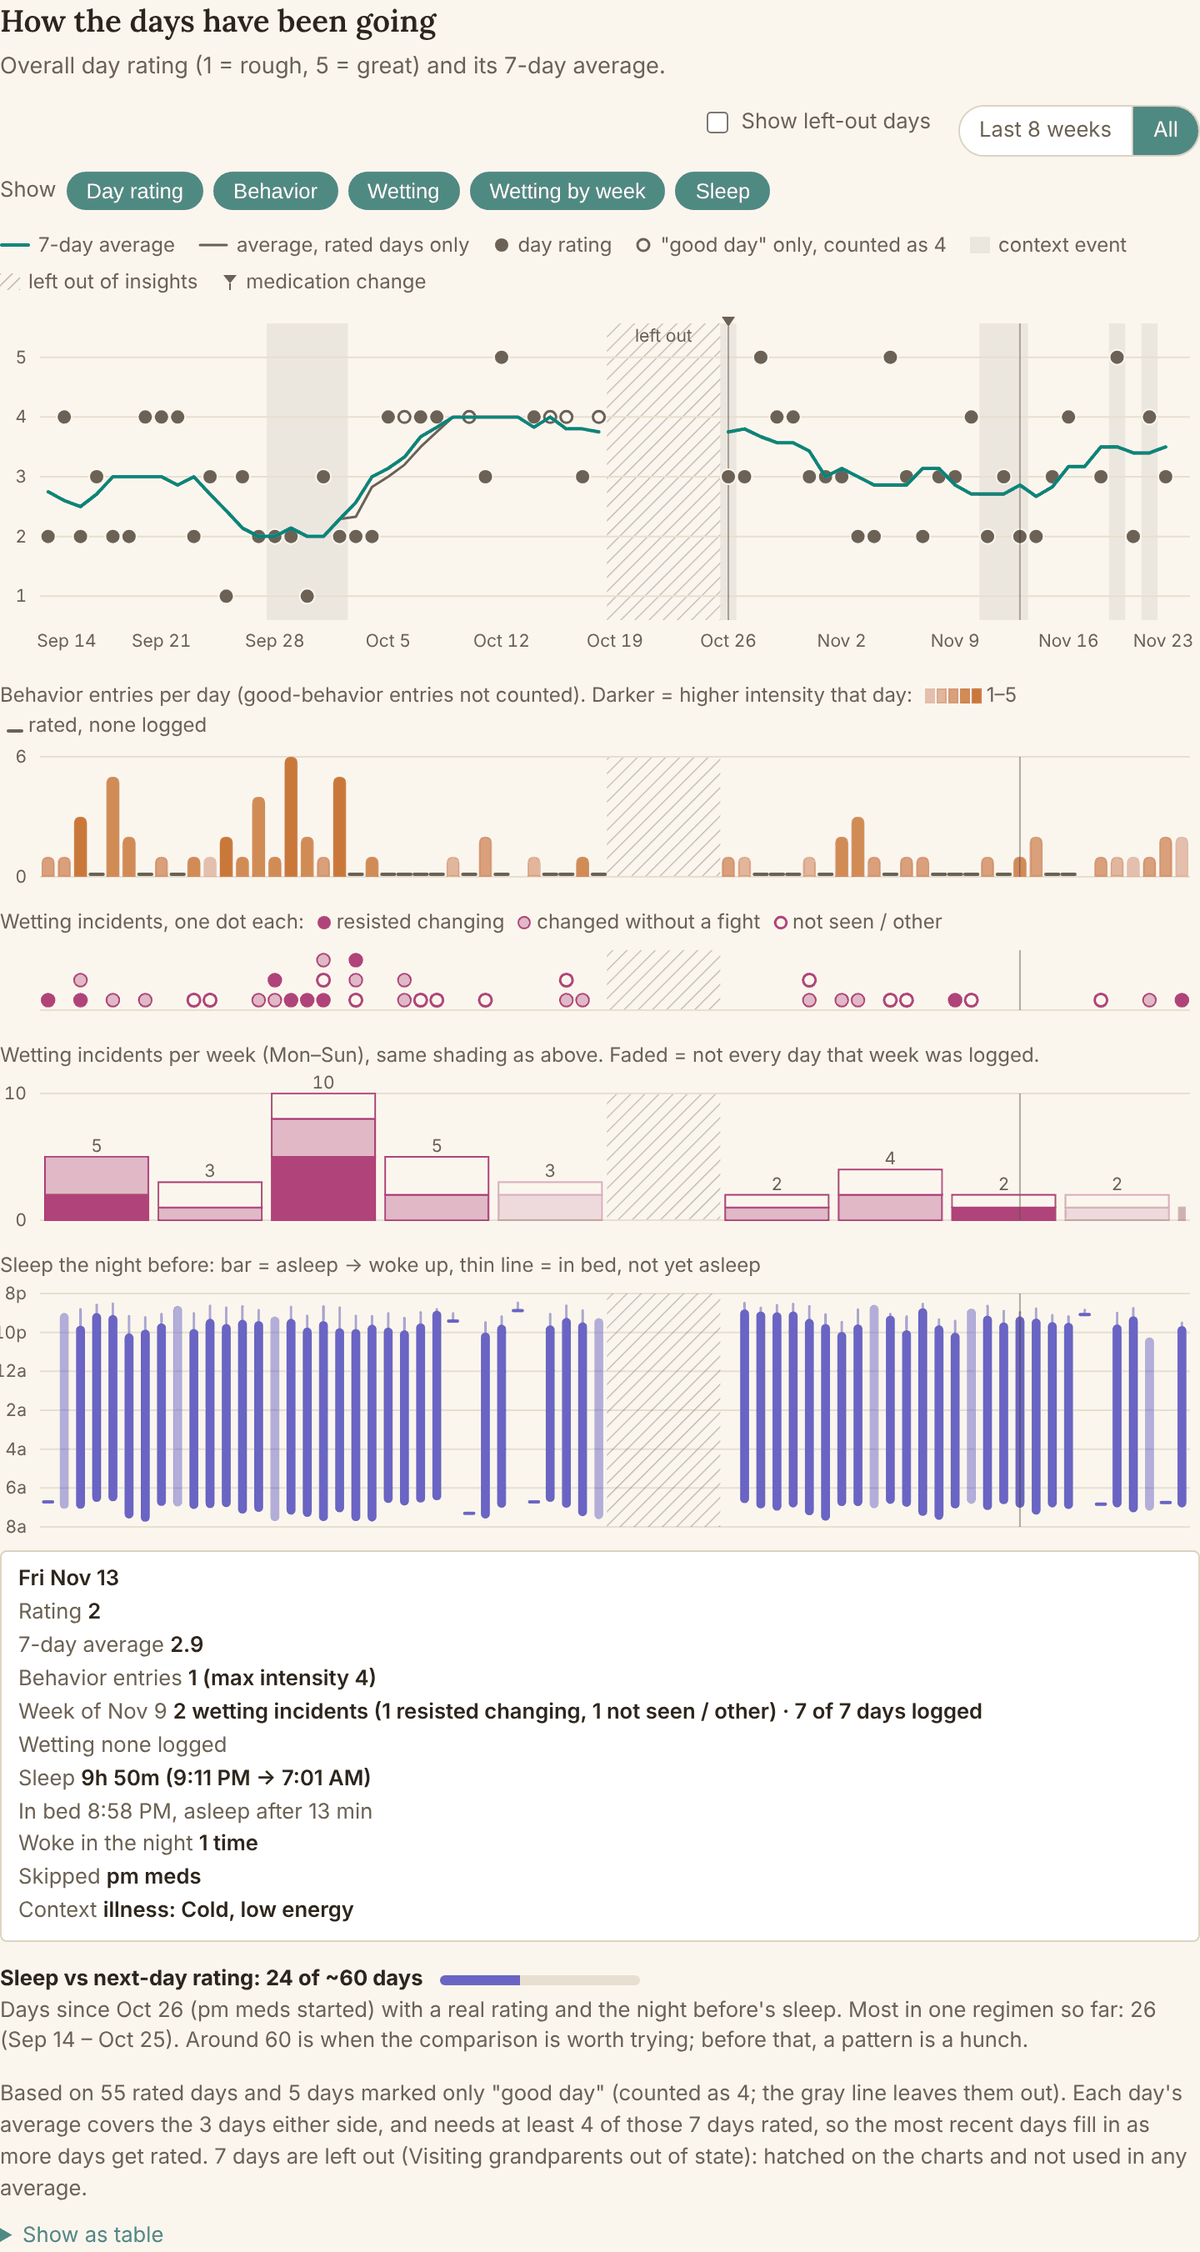 How the days have been going
Overall day rating (1 = rough, 5 = great) and its 7-day average.
Show left-out days
Last 8 weeks All
Show Day rating Behavior Wetting Wetting by week Sleep
7-day average average, rated days only day rating "good day" only, counted as 4 context event
left out of insights medication change
left out
5
4
3
2
1
Sep 14 Sep 21 Sep 28 Oct 5 Oct 12 Oct 19 Oct 26 Nov 2 Nov 9 Nov 16 Nov 23
Behavior entries per day (good-behavior entries not counted). Darker = higher intensity that day: 1–5
rated, none logged
6
0
Wetting incidents, one dot each: resisted changing changed without a fight not seen / other
Wetting incidents per week (Mon–Sun), same shading as above. Faded = not every day that week was logged.
10
0
5 3 10 5 3 2 4 2 2
Sleep the night before: bar = asleep → woke up, thin line = in bed, not yet asleep
8p
10p
12a
2a
4a
6a
8a
Fri Nov 13
Rating 2
7-day average 2.9
Behavior entries 1 (max intensity 4)
Week of Nov 9 2 wetting incidents (1 resisted changing, 1 not seen / other) · 7 of 7 days logged
Wetting none logged
Sleep 9h 50m (9:11 PM → 7:01 AM)
In bed 8:58 PM, asleep after 13 min
Woke in the night 1 time
Skipped pm meds
Context illness: Cold, low energy
Sleep vs next-day rating: 24 of ~60 days
Days since Oct 26 (pm meds started) with a real rating and the night before's sleep. Most in one regimen so far: 26
(Sep 14 – Oct 25). Around 60 is when the comparison is worth trying; before that, a pattern is a hunch.
Based on 55 rated days and 5 days marked only "good day" (counted as 4; the gray line leaves them out). Each day's
average covers the 3 days either side, and needs at least 4 of those 7 days rated, so the most recent days fill in as
more days get rated. 7 days are left out (Visiting grandparents out of state): hatched on the charts and not used in any
average.
Show as table